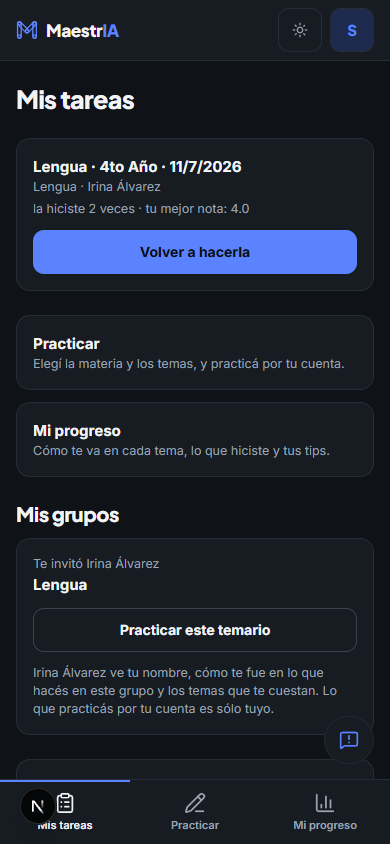 MaestrIA
S
Mis tareas
Lengua · 4to Año · 11/7/2026
Lengua · Irina Álvarez
la hiciste 2 veces · tu mejor nota: 4.0
Volver a hacerla
Practicar
Elegí la materia y los temas, y practicá por tu cuenta.
Mi progreso
Cómo te va en cada tema, lo que hiciste y tus tips.
Mis grupos
Te invitó Irina Álvarez
Lengua
Practicar este temario
Irina Álvarez ve tu nombre, cómo te fue en lo que
hacés en este grupo y los temas que te cuestan. Lo
que practicás por tu cuenta es sólo tuyo.
N
Mis tareas
Practicar
Mi progreso